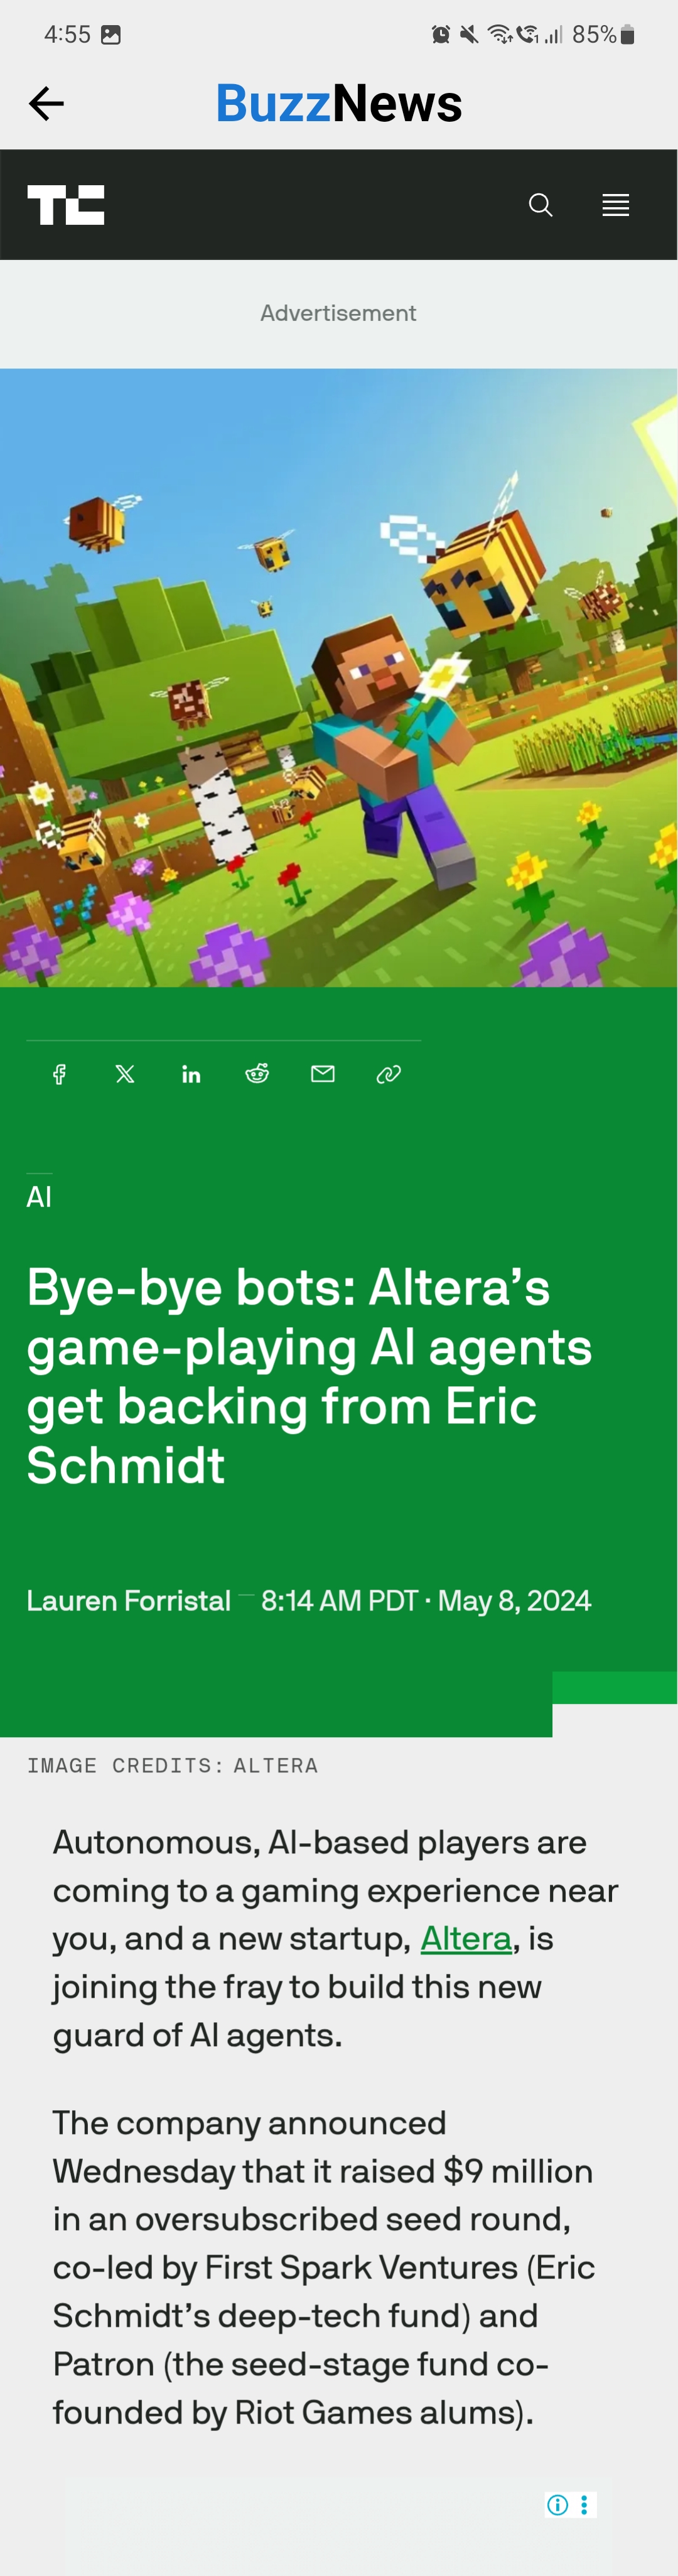 4:55
85%
BuzzNews
TC
Advertisement
AI
Bye-bye bots: Altera’s
game-playing AI agents
get backing from Eric
Schmidt
Lauren Forristal — 8:14 AM PDT · May 8, 2024
IMAGE CREDITS: ALTERA
Autonomous, AI-based players are
coming to a gaming experience near
you, and a new startup, Altera, is
joining the fray to build this new
guard of AI agents.
The company announced
Wednesday that it raised $9 million
in an oversubscribed seed round,
co-led by First Spark Ventures (Eric
Schmidt’s deep-tech fund) and
Patron (the seed-stage fund co-
founded by Riot Games alums).